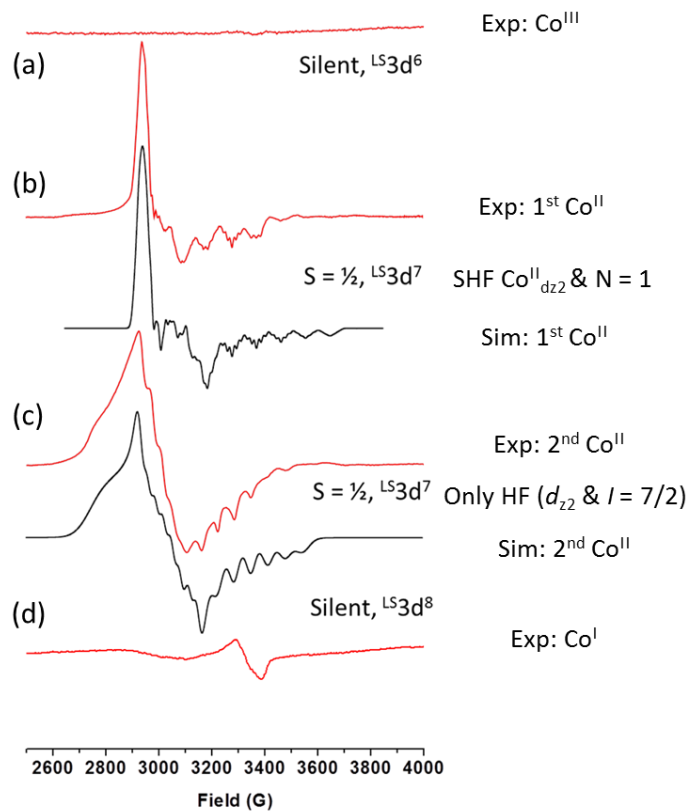 Exp: Co^III
(a)
Silent, ^LS3d^6
(b)
Exp: 1^st Co^II
S = ½, ^LS3d^7 SHF Co^II_dz2 & N = 1
Sim: 1^st Co^II
(c)
Exp: 2^nd Co^II
S = ½, ^LS3d^7 Only HF (d_z2 & I = 7/2)
Sim: 2^nd Co^II
(d)
Silent, ^LS3d^8
Exp: Co^I
2600 2800 3000 3200 3400 3600 3800 4000
Field (G)